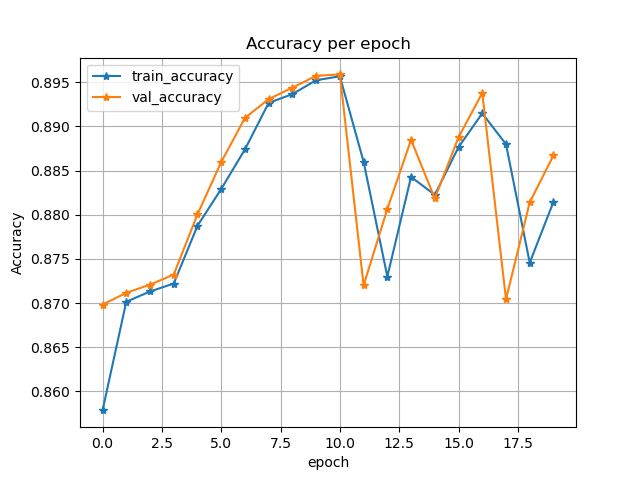 Accuracy per epoch
train_accuracy
val_accuracy
Accuracy
0.895
0.890
0.885
0.880
0.875
0.870
0.865
0.860
0.0 2.5 5.0 7.5 10.0 12.5 15.0 17.5
epoch